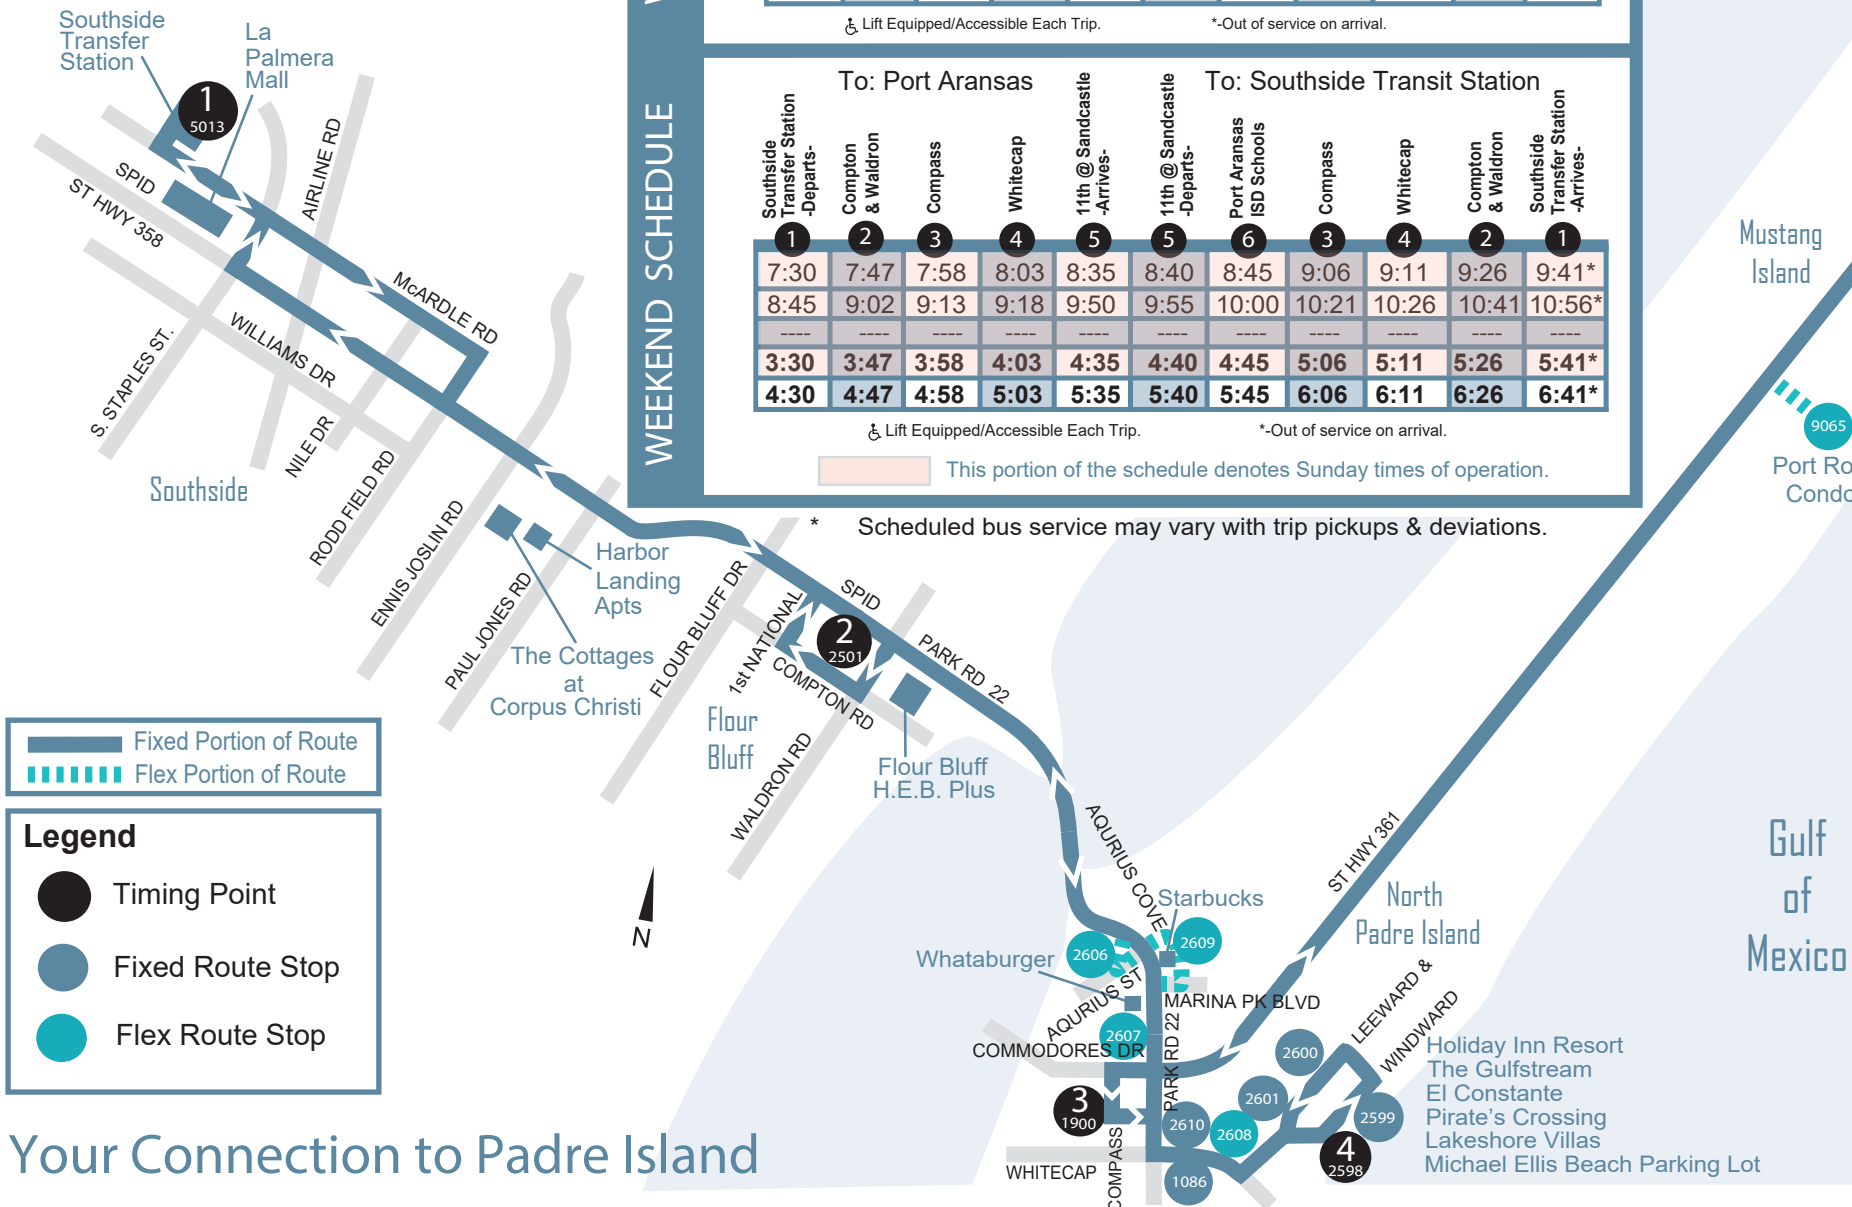 Southside
Transfer
Station
La
Palmera
Mall
1
5013
SPID
ST HWY 358
AIRLINE RD
McARDLE RD
WILLIAMS DR
S. STAPLES ST.
NILE DR
RODD FIELD RD
ENNIS JOSLIN RD
PAUL JONES RD
Southside
Harbor
Landing
Apts
The Cottages
at
Corpus Christi
FLOUR BLUFF DR
1st NATIONAL
SPID
2
2501
COMPTON RD
WALDRON RD
PARK RD 22
Flour
Bluff
Flour Bluff
H.E.B. Plus
Lift Equipped/Accessible Each Trip.
*-Out of service on arrival.
WEEKEND SCHEDULE
To: Port Aransas
To: Southside Transit Station
Southside
Transfer Station
-Departs-
Compton
& Waldron
Compass
Whitecap
11th @ Sandcastle
-Arrives-
11th @ Sandcastle
-Departs-
Port Aransas
ISD Schools
Compass
Whitecap
Compton
& Waldron
Southside
Transfer Station
-Arrives-
1 2 3 4 5 5 6 3 4 2 1
7:30 7:47 7:58 8:03 8:35 8:40 8:45 9:06 9:11 9:26 9:41*
8:45 9:02 9:13 9:18 9:50 9:55 10:00 10:21 10:26 10:41 10:56*
---- ---- ---- ---- ---- ---- ---- ---- ---- ---- ----
3:30 3:47 3:58 4:03 4:35 4:40 4:45 5:06 5:11 5:26 5:41*
4:30 4:47 4:58 5:03 5:35 5:40 5:45 6:06 6:11 6:26 6:41*
Lift Equipped/Accessible Each Trip.
*-Out of service on arrival.
This portion of the schedule denotes Sunday times of operation.
* Scheduled bus service may vary with trip pickups & deviations.
Mustang
Island
9065
Port Ro
Condo
Gulf
of
Mexico
ST HWY 361
North
Padre Island
AQURIUS COVE
Starbucks
2609
2606
Whataburger
AQURIUS ST
MARINA PK BLVD
2607
COMMODORES DR
PARK RD 22
3
1900
COMPASS
WHITECAP
2610
2608
1086
2601
2600
2599
4
2598
LEEWARD &
WINDWARD
Holiday Inn Resort
The Gulfstream
El Constante
Pirate's Crossing
Lakeshore Villas
Michael Ellis Beach Parking Lot
N
Fixed Portion of Route
Flex Portion of Route
Legend
Timing Point
Fixed Route Stop
Flex Route Stop
Your Connection to Padre Island